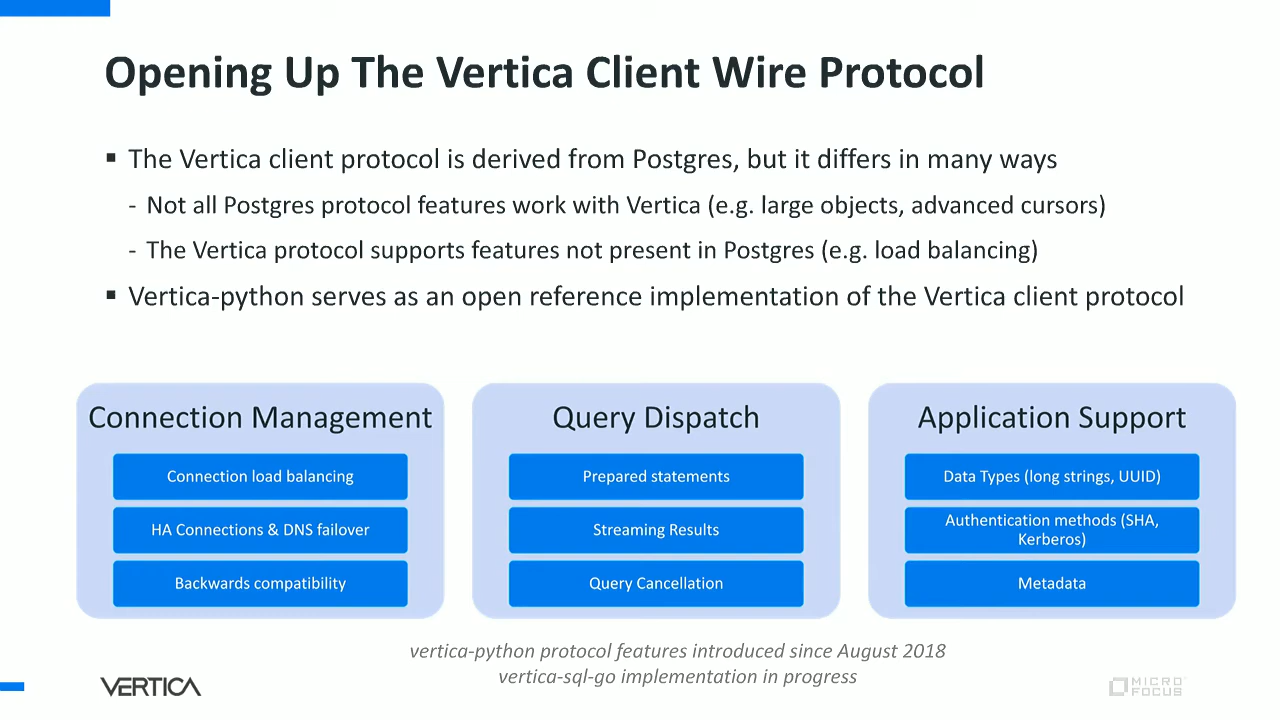 Opening Up The Vertica Client Wire Protocol
▪ The Vertica client protocol is derived from Postgres, but it differs in many ways
- Not all Postgres protocol features work with Vertica (e.g. large objects, advanced cursors)
- The Vertica protocol supports features not present in Postgres (e.g. load balancing)
▪ Vertica-python serves as an open reference implementation of the Vertica client protocol
Connection Management
Connection load balancing
HA Connections & DNS failover
Backwards compatibility
Query Dispatch
Prepared statements
Streaming Results
Query Cancellation
Application Support
Data Types (long strings, UUID)
Authentication methods (SHA,
Kerberos)
Metadata
vertica-python protocol features introduced since August 2018
vertica-sql-go implementation in progress
VERTICA
MICRO
FOCUS